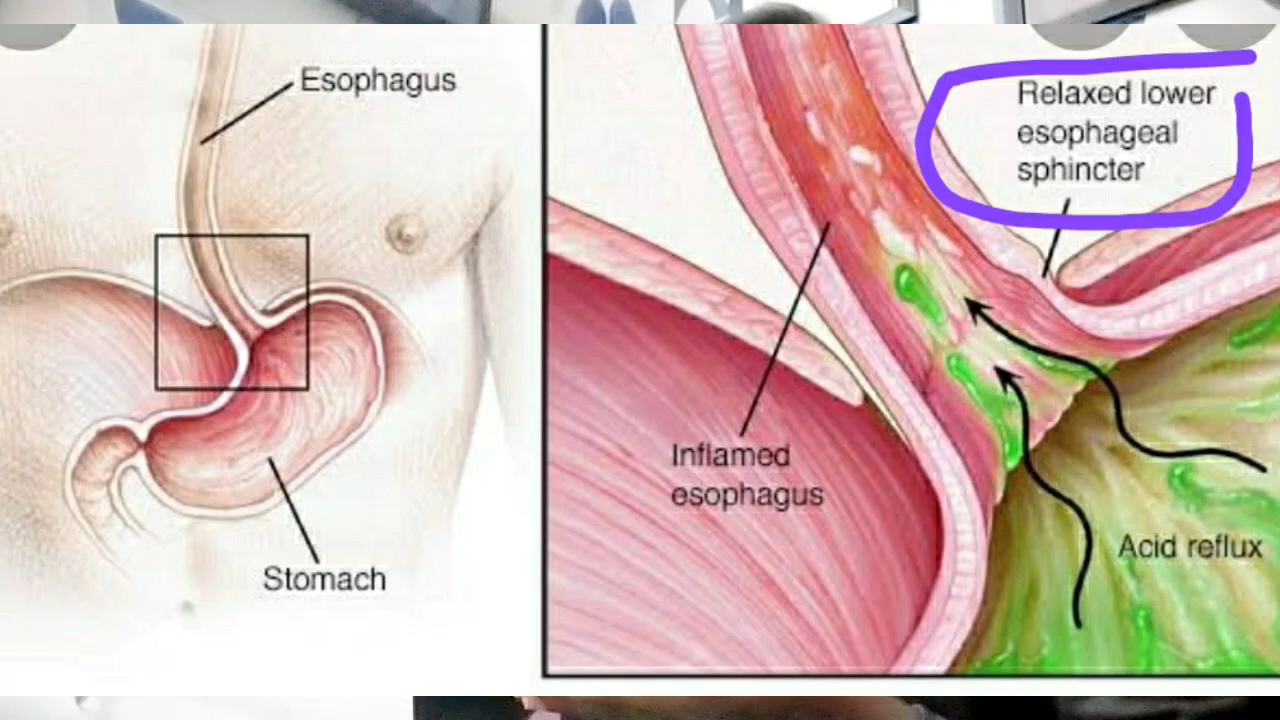 Esophagus
Stomach
Relaxed lower
esophageal
sphincter
Inflamed
esophagus
Acid reflux